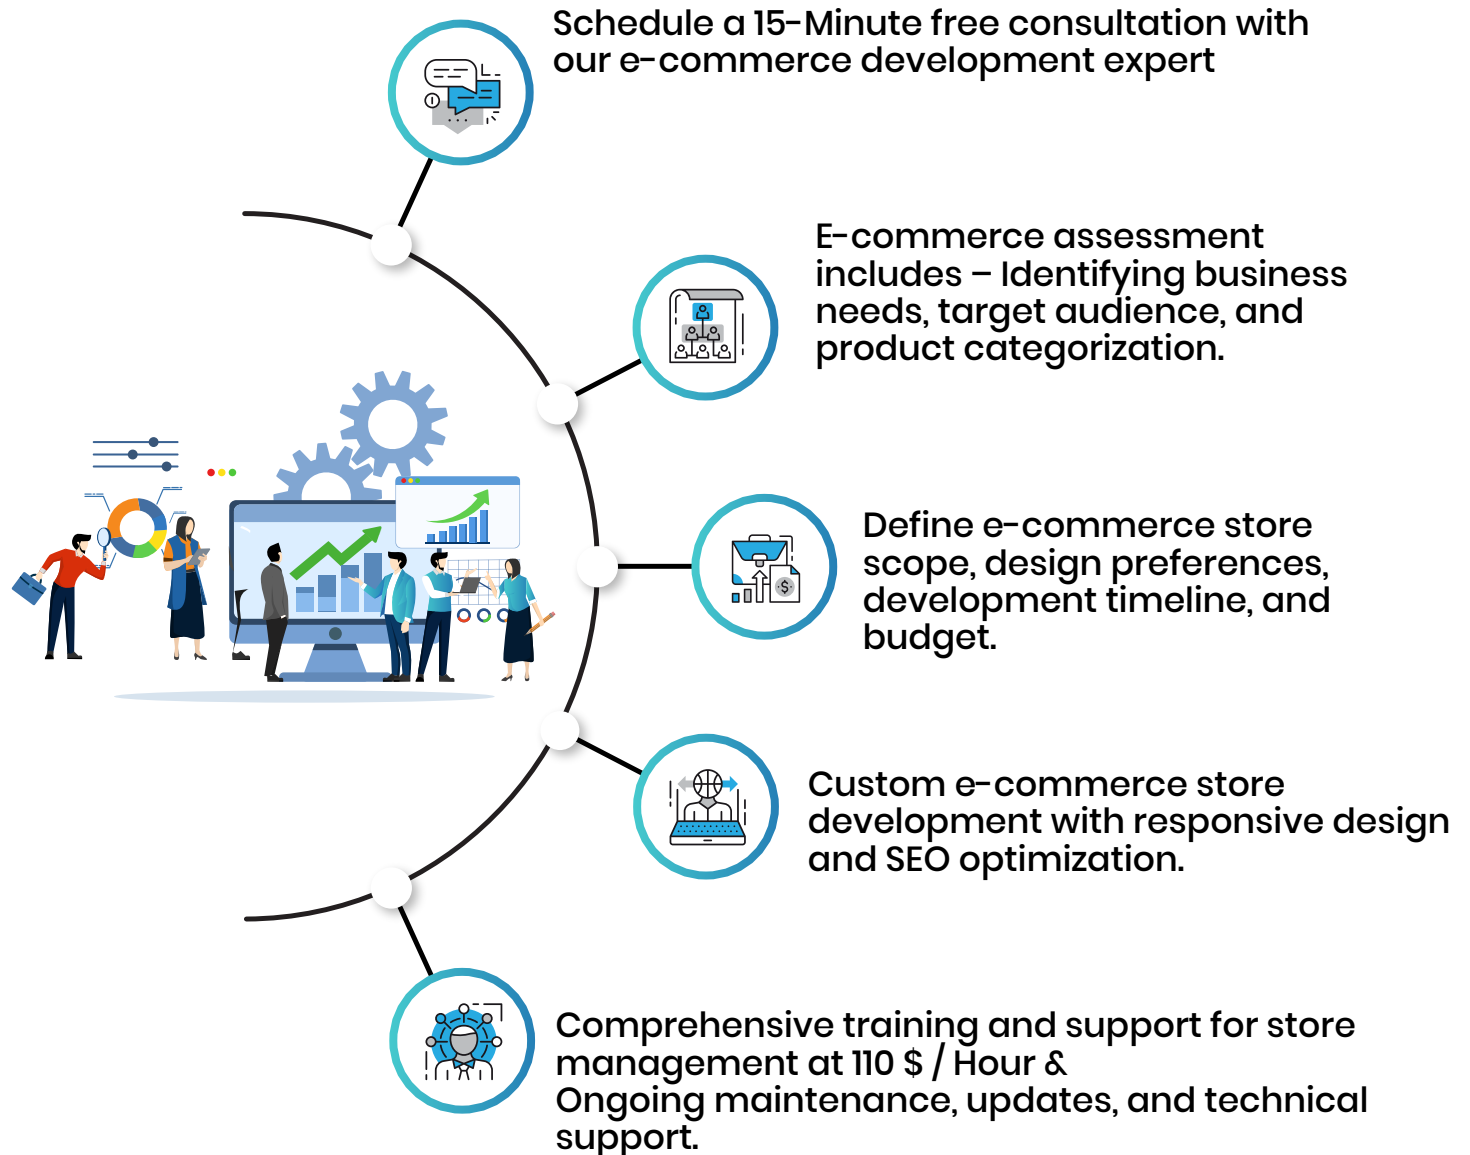 Schedule a 15-Minute free consultation with
our e-commerce development expert
E-commerce assessment
includes – Identifying business
needs, target audience, and
product categorization.
Define e-commerce store
scope, design preferences,
development timeline, and
budget.
Custom e-commerce store
development with responsive design
and SEO optimization.
Comprehensive training and support for store
management at 110 $ / Hour &
Ongoing maintenance, updates, and technical
support.